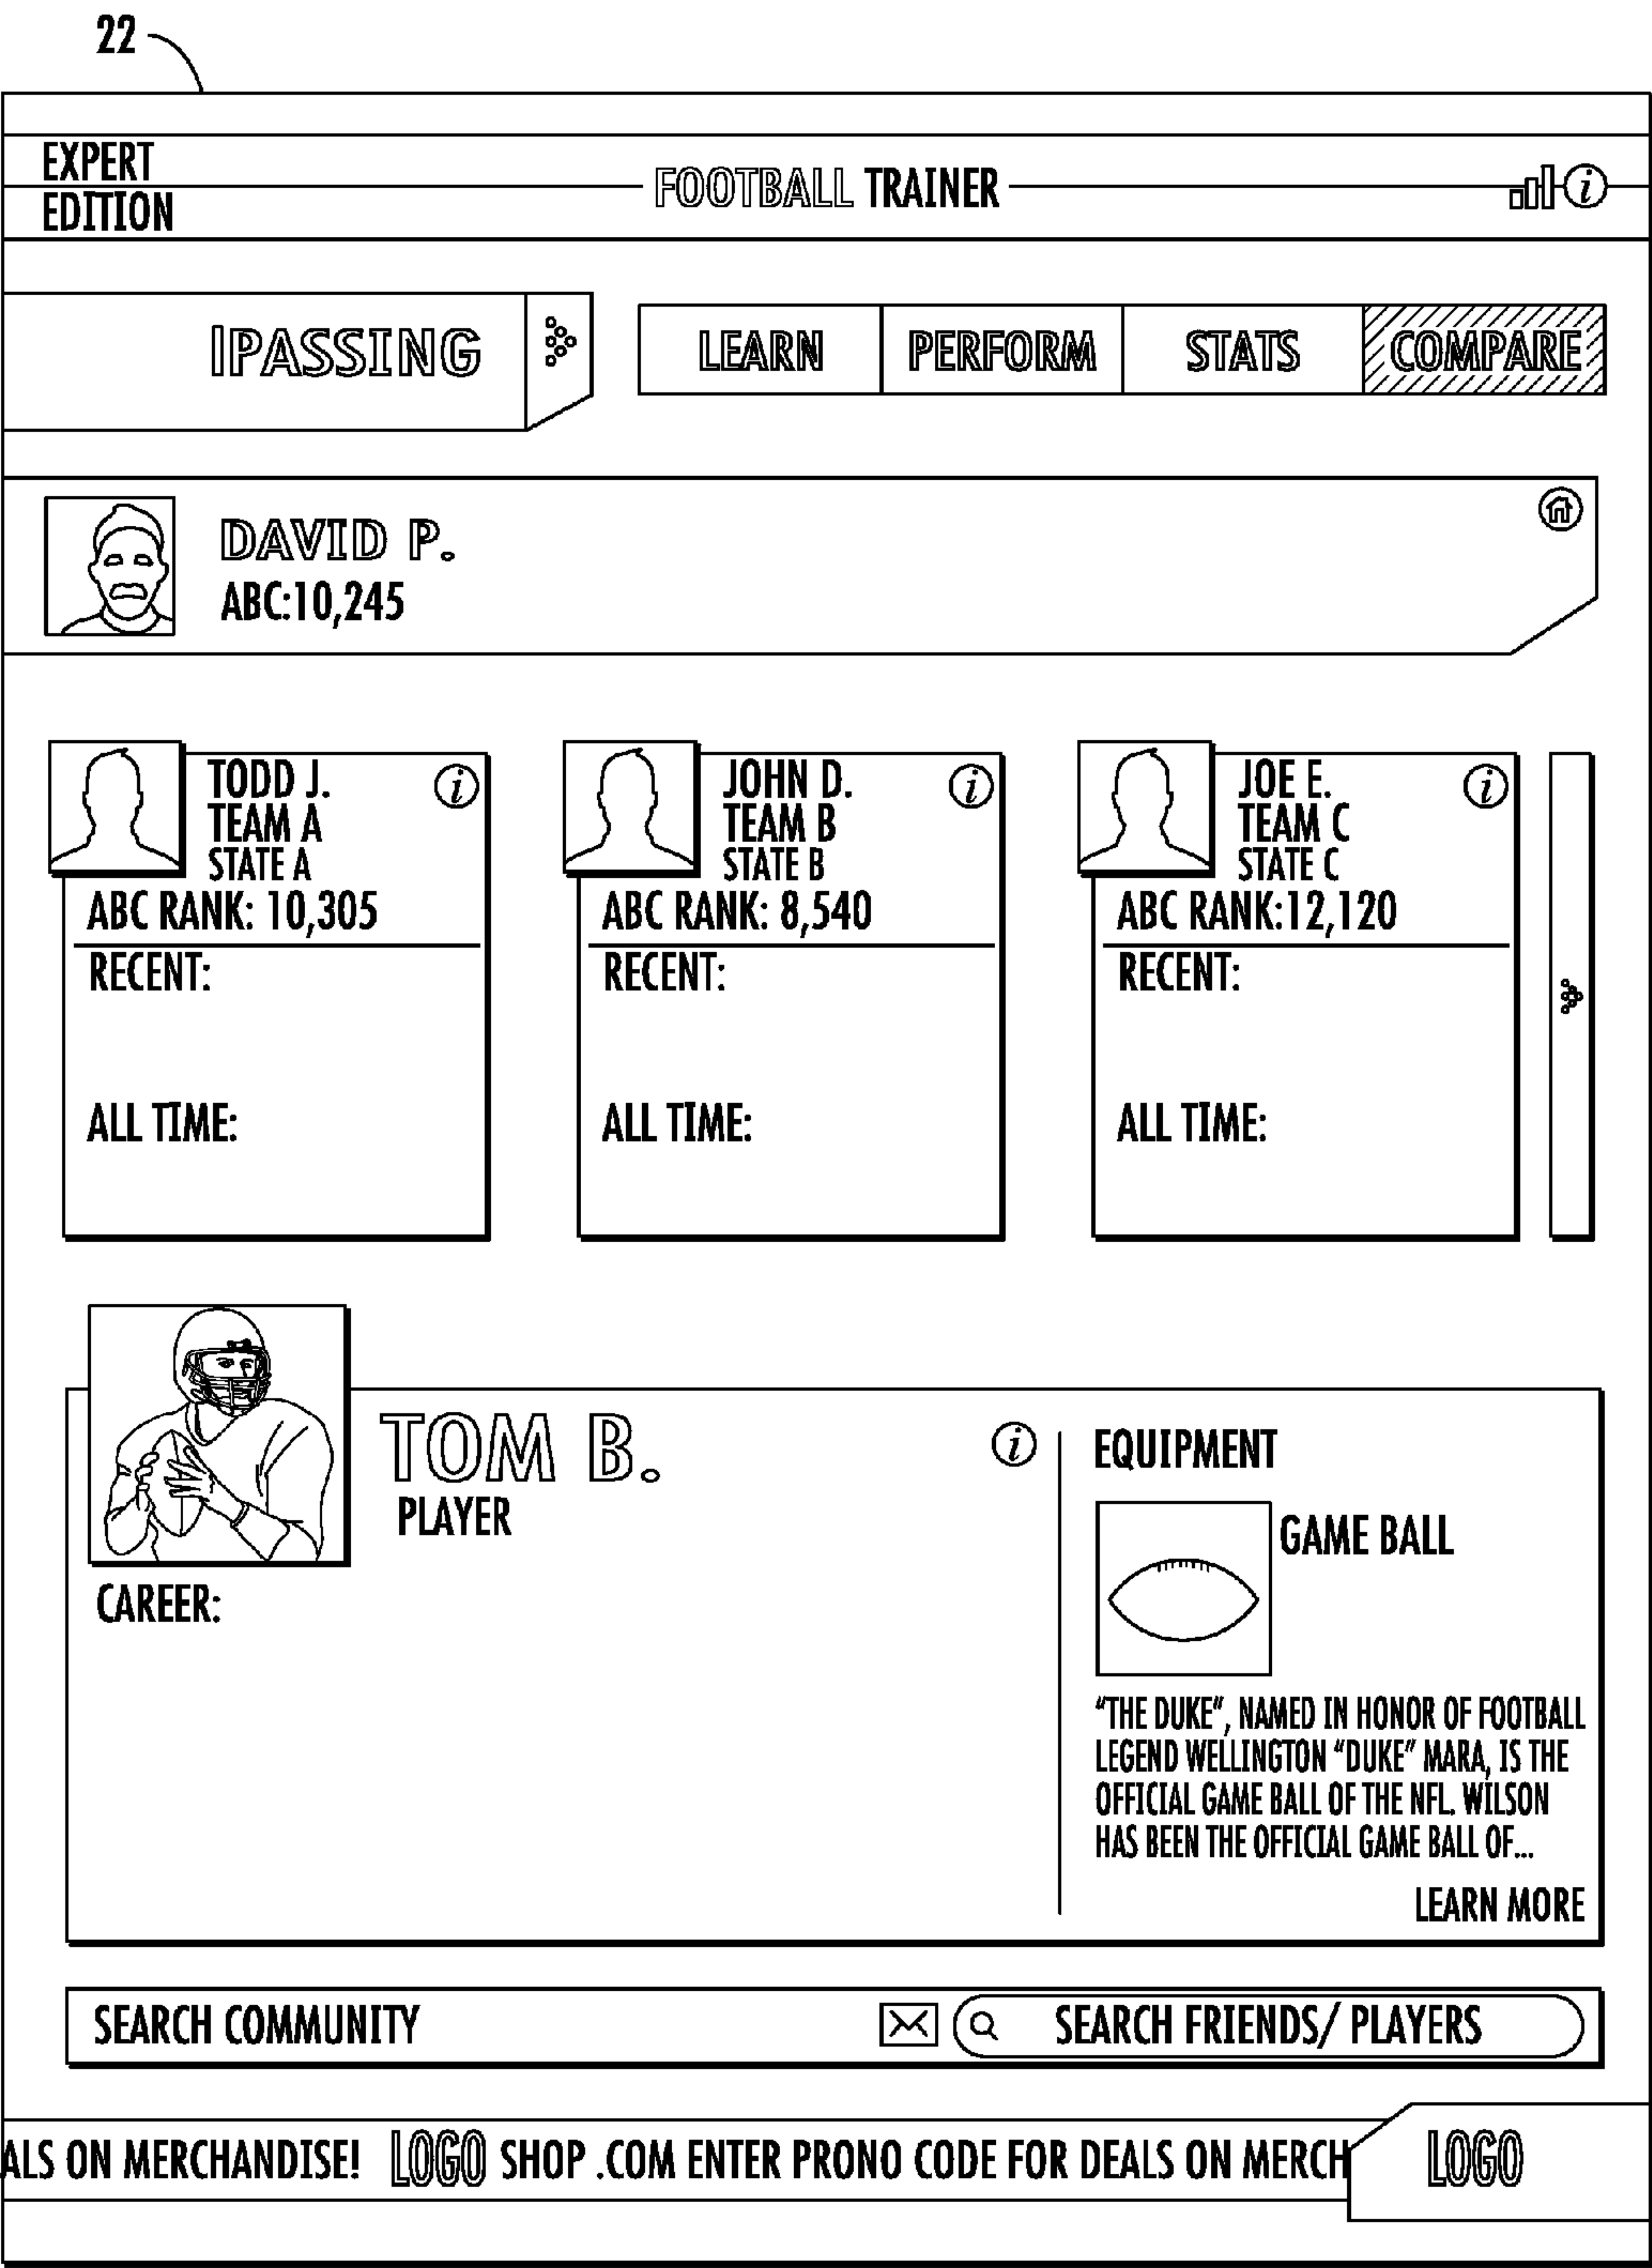 22
EXPERT
EDITION
FOOTBALL TRAINER
IPASSING
LEARN
PERFORM
STATS
COMPARE
DAVID P.
ABC:10,245
TODD J.
TEAM A
STATE A
ABC RANK: 10,305
RECENT:
ALL TIME:
JOHN D.
TEAM B
STATE B
ABC RANK: 8,540
RECENT:
ALL TIME:
JOE E.
TEAM C
STATE C
ABC RANK:12,120
RECENT:
ALL TIME:
TOM B.
PLAYER
CAREER:
EQUIPMENT
GAME BALL
“THE DUKE”, NAMED IN HONOR OF FOOTBALL
LEGEND WELLINGTON “DUKE” MARA, IS THE
OFFICIAL GAME BALL OF THE NFL. WILSON
HAS BEEN THE OFFICIAL GAME BALL OF...
LEARN MORE
SEARCH COMMUNITY
SEARCH FRIENDS/ PLAYERS
ALS ON MERCHANDISE! LOGO SHOP .COM ENTER PRONO CODE FOR DEALS ON MERCH
LOGO